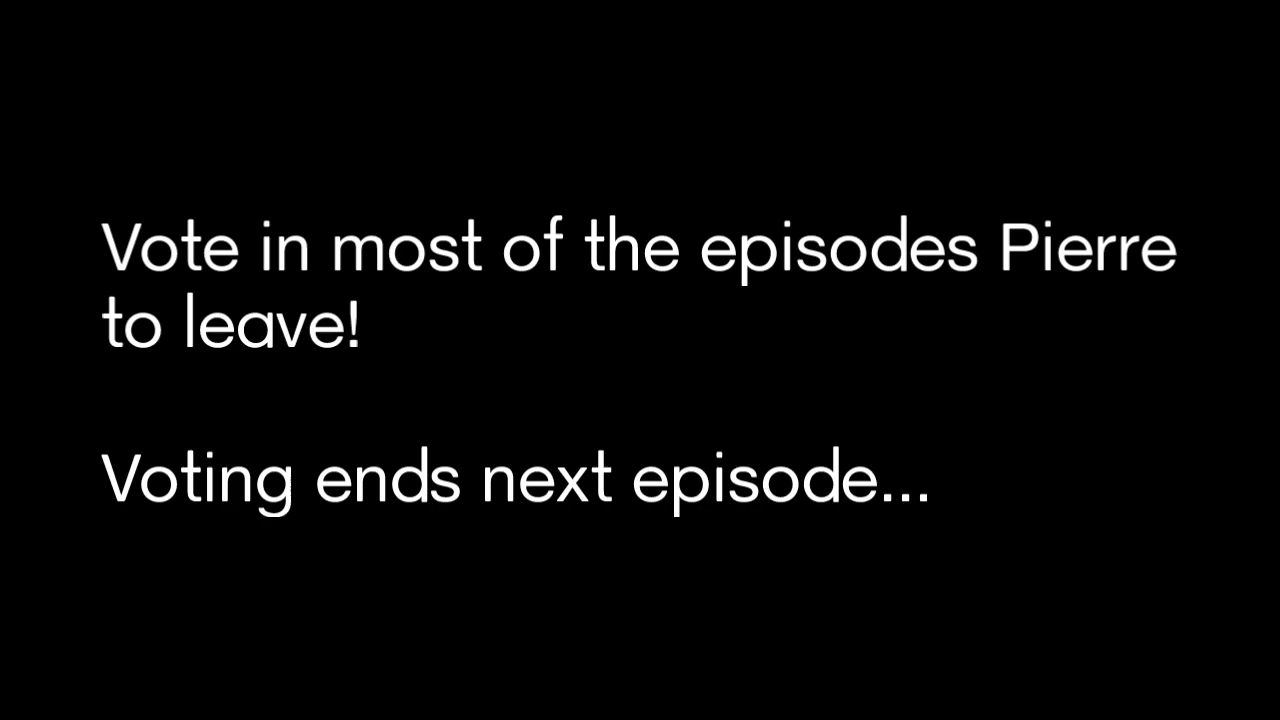 Vote in most of the episodes Pierre
to leave!
Voting ends next episode...